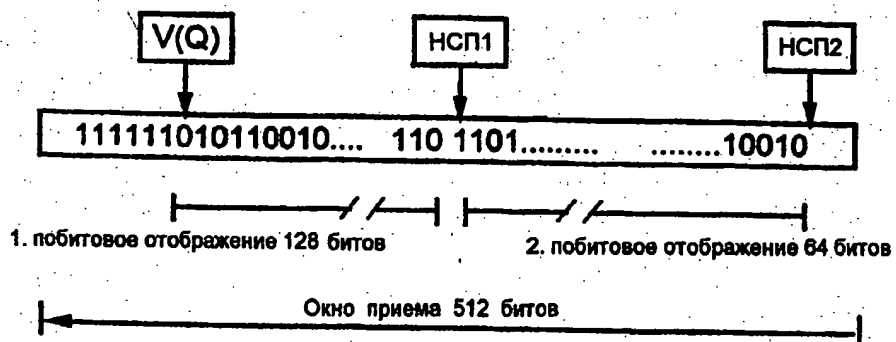 V(Q) НСП1 НСП2
111111010110010.... 110 1101......... ........10010
1. побитовое отображение 128 битов 2. побитовое отображение 64 битов
Окно приема 512 битов